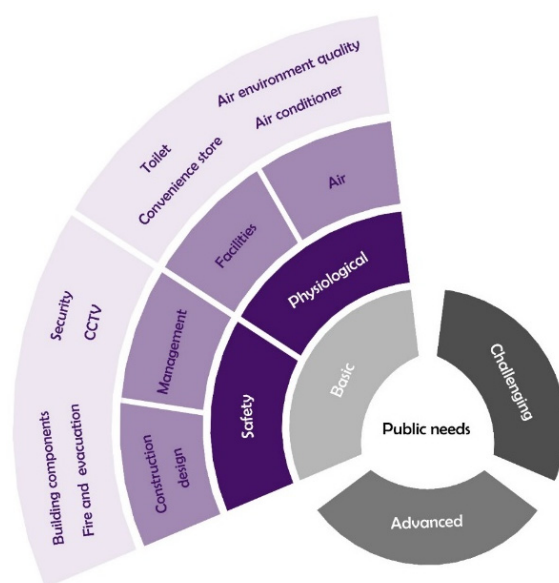 Air environment quality
Air conditioner
Toilet
Convenience store
Air
Facilities
Physiological
Security
CCTV
Management
Safety
Basic
Building components
Fire and evacuation
Construction
design
Public needs
Challenging
Advanced